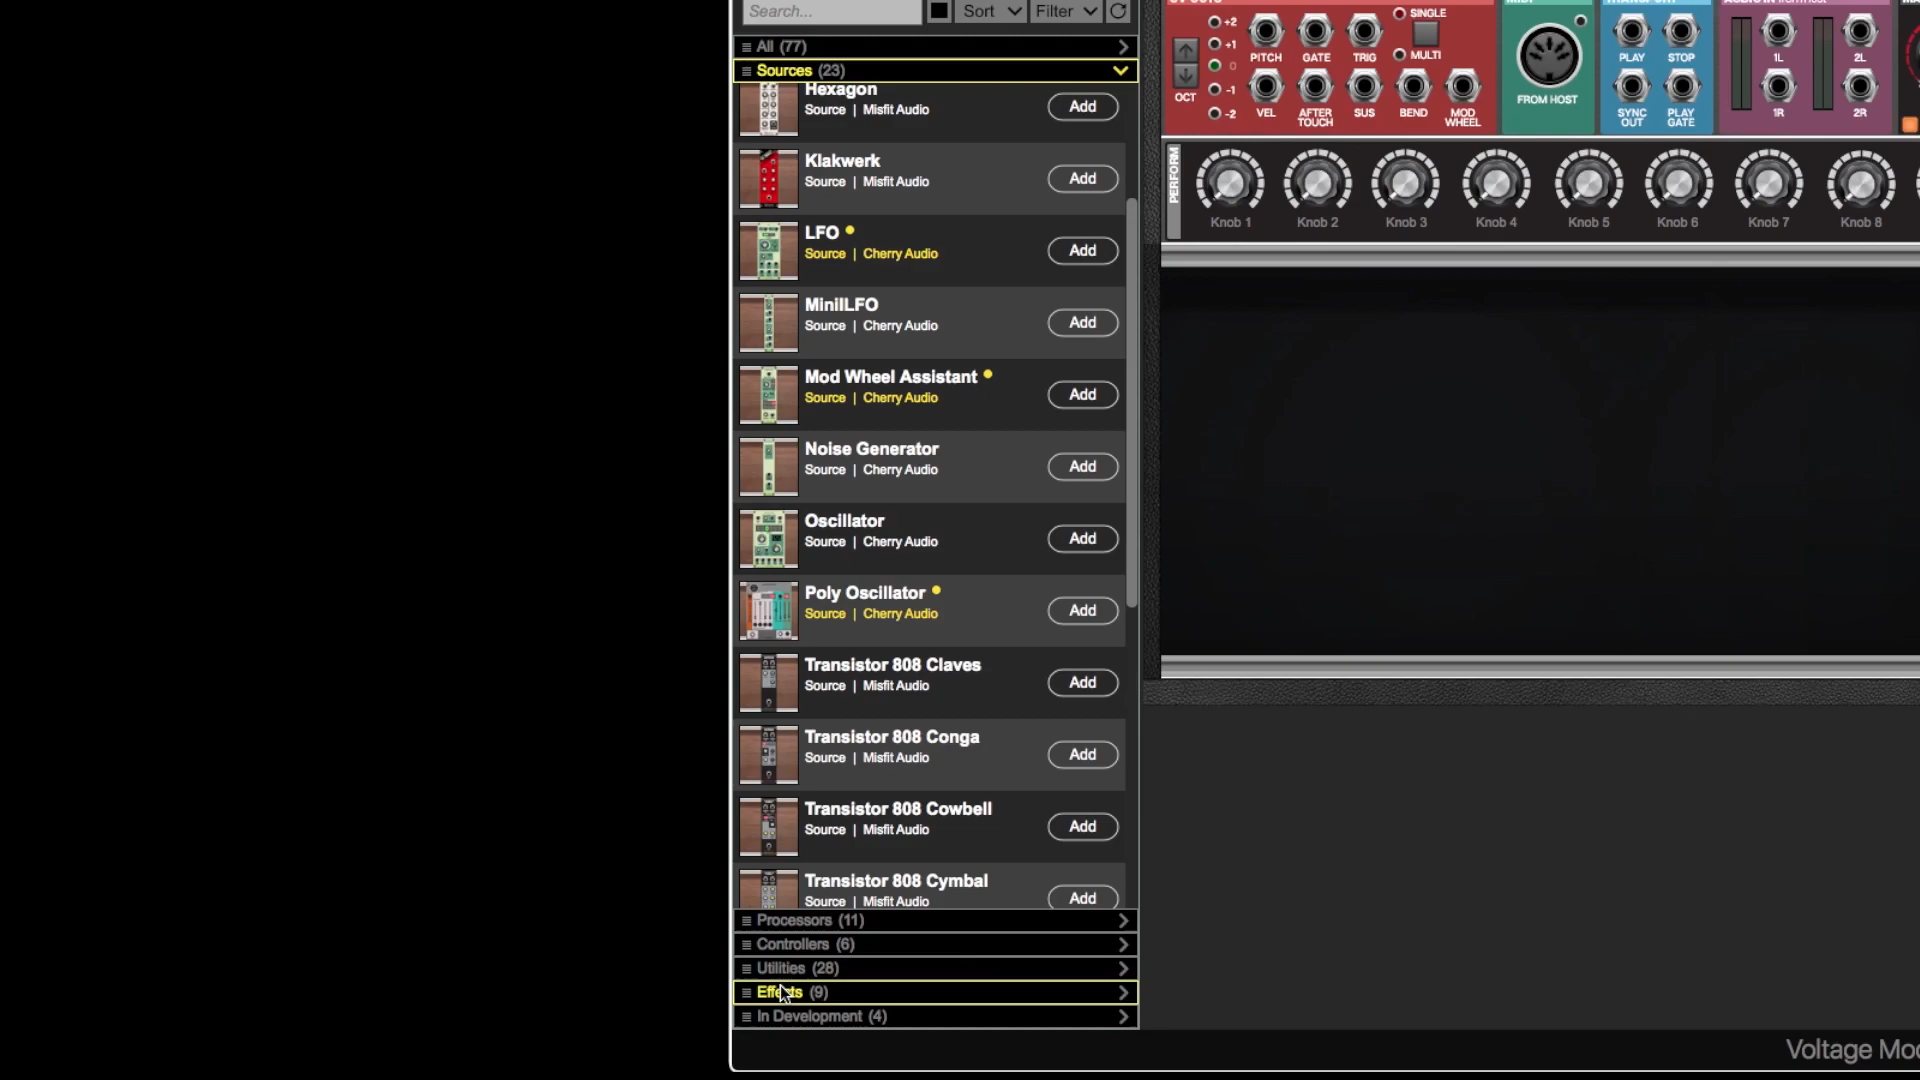 Search...
Sort
Filter
All (77)
Sources (23)
Hexagon
Source | Misfit Audio
Add
Klakwerk
Source | Misfit Audio
Add
LFO
Source | Cherry Audio
Add
MiniILFO
Source | Cherry Audio
Add
Mod Wheel Assistant
Source | Cherry Audio
Add
Noise Generator
Source | Cherry Audio
Add
Oscillator
Source | Cherry Audio
Add
Poly Oscillator
Source | Cherry Audio
Add
Transistor 808 Claves
Source | Misfit Audio
Add
Transistor 808 Conga
Source | Misfit Audio
Add
Transistor 808 Cowbell
Source | Misfit Audio
Add
Transistor 808 Cymbal
Source | Misfit Audio
Add
Processors (11)
Controllers (6)
Utilities (28)
Effects (9)
In Development (4)
OCT
+2
+1
0
-1
-2
PITCH GATE TRIG
SINGLE
MULTI
VEL AFTER TOUCH SUS BEND MOD WHEEL
FROM HOST
PLAY STOP
SYNC OUT PLAY GATE
1L 2L
1R 2R
PERFORM
Knob 1 Knob 2 Knob 3 Knob 4 Knob 5 Knob 6 Knob 7 Knob 8
Voltage Mod